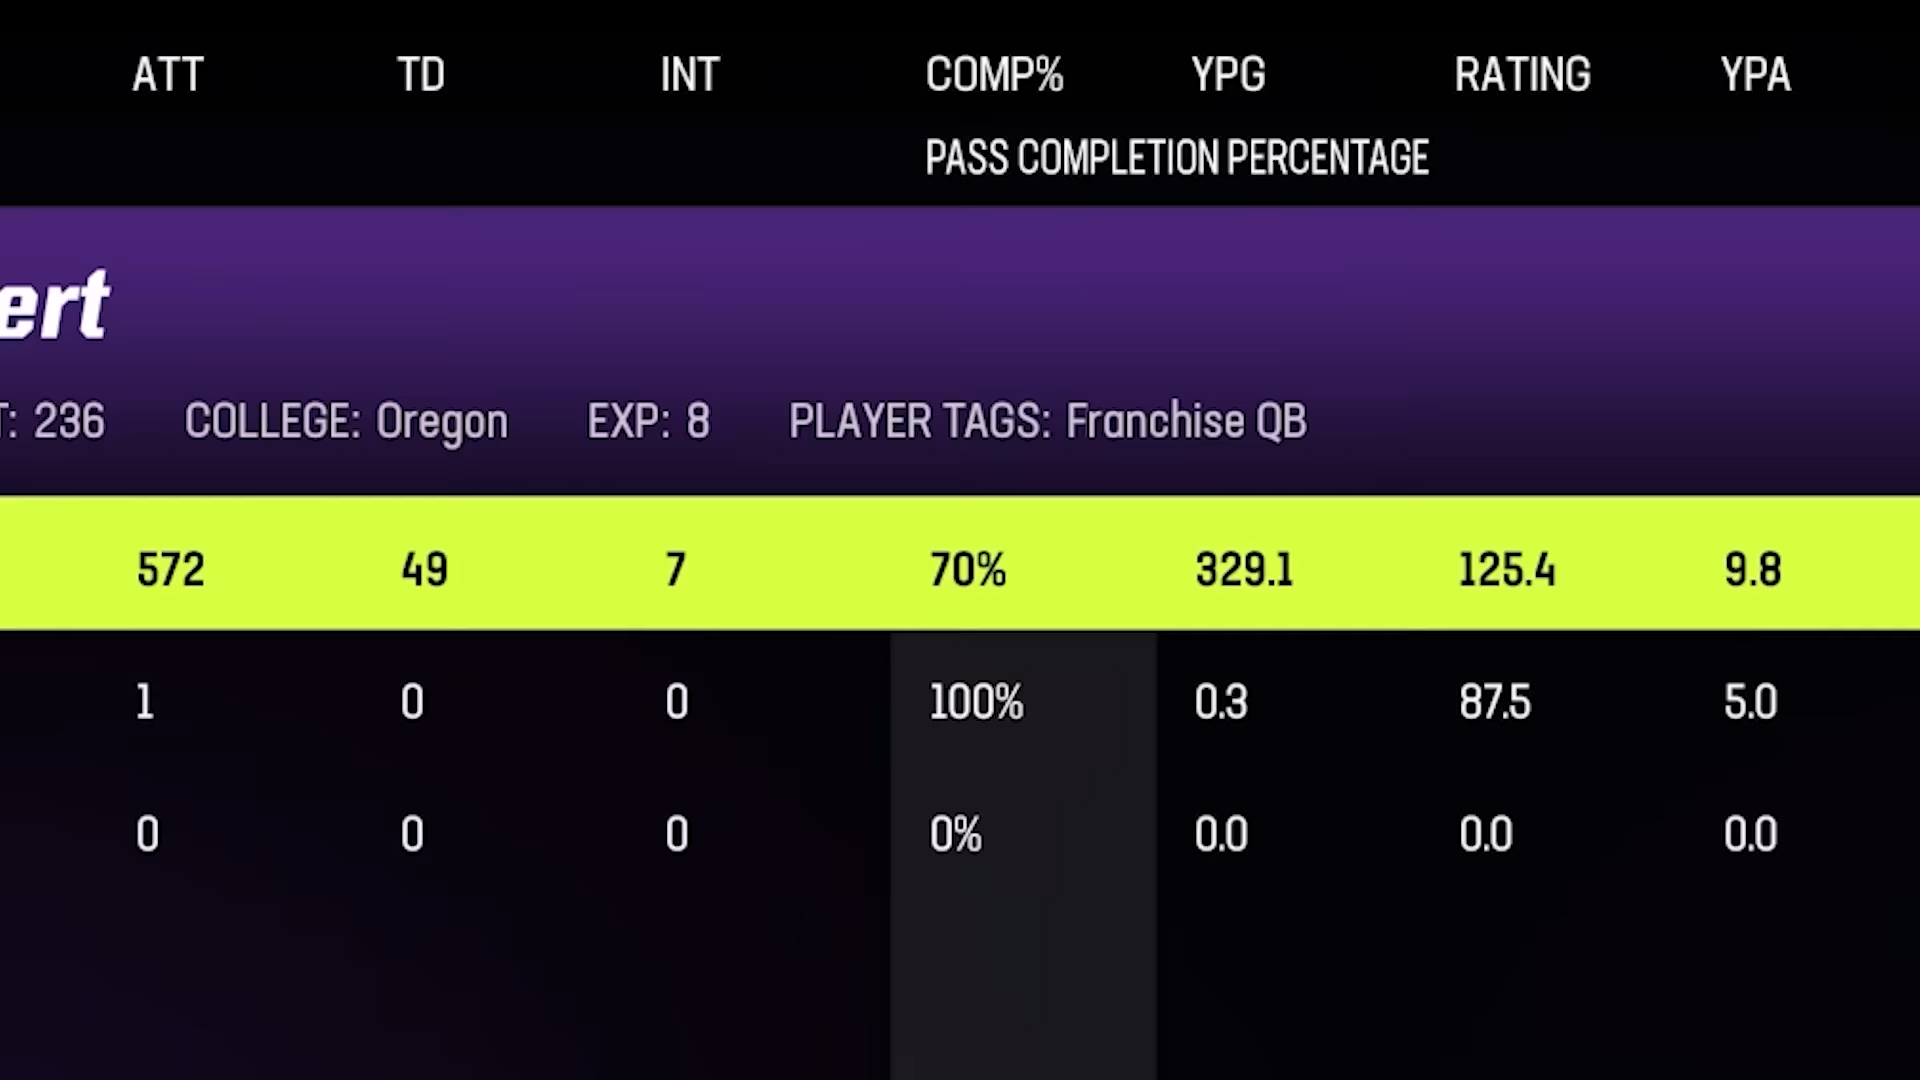 ATT TD INT COMP% YPG RATING YPA
PASS COMPLETION PERCENTAGE
ert
T: 236 COLLEGE: Oregon EXP: 8 PLAYER TAGS: Franchise QB
572 49 7 70% 329.1 125.4 9.8
1 0 0 100% 0.3 87.5 5.0
0 0 0 0% 0.0 0.0 0.0